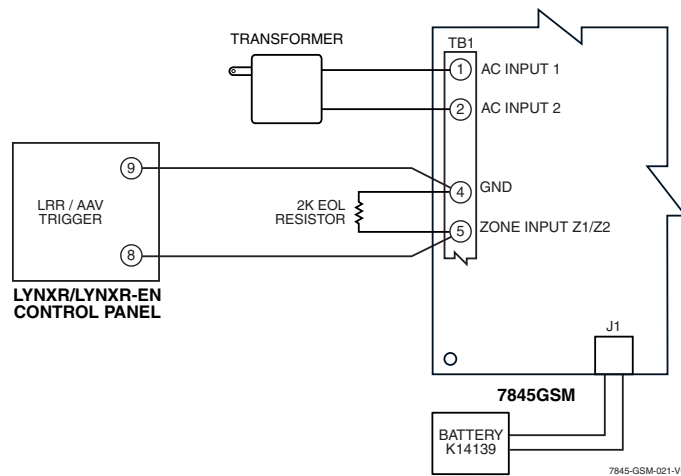 TRANSFORMER
TB1
1 AC INPUT 1
2 AC INPUT 2
9
LRR / AAV
TRIGGER
8
LYNXR/LYNXR-EN
CONTROL PANEL
2K EOL
RESISTOR
4 GND
5 ZONE INPUT Z1/Z2
J1
7845GSM
BATTERY
K14139
7845-GSM-021-V